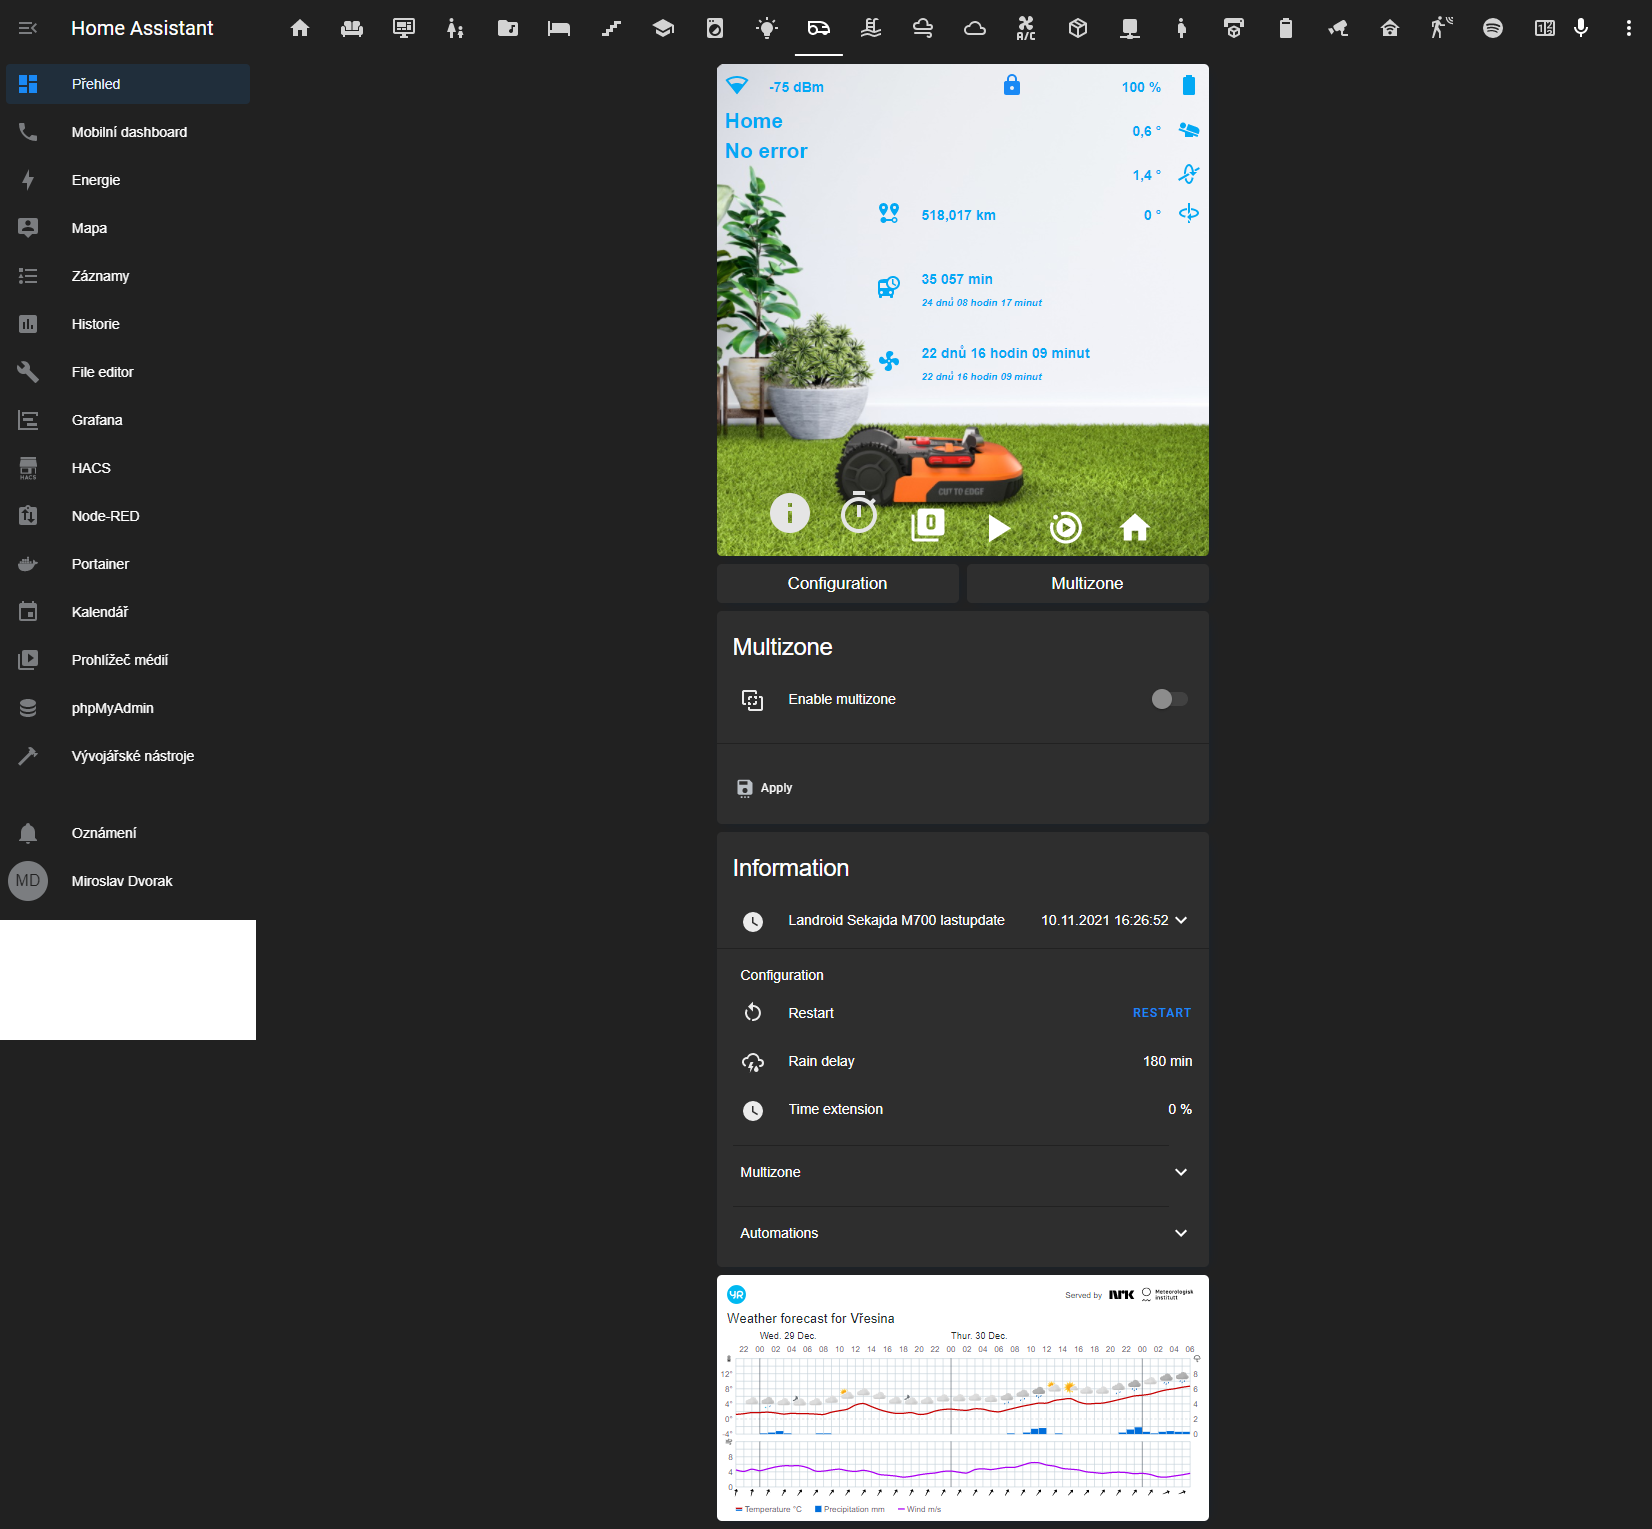 Home Assistant
A/C
Přehled
Mobilní dashboard
Energie
Mapa
Záznamy
Historie
File editor
Grafana
HACS
HACS
Node-RED
Portainer
Kalendář
Prohlížeč médií
phpMyAdmin
Vývojářské nástroje
Oznámení
MD Miroslav Dvorak
-75 dBm
100 %
Home
0,6 °
No error
1,4 °
518,017 km
0 °
35 057 min
24 dnů 08 hodin 17 minut
22 dnů 16 hodin 09 minut
22 dnů 16 hodin 09 minut
CUT TO EDGE
0
Configuration
Multizone
Multizone
Enable multizone
Apply
Information
Landroid Sekajda M700 lastupdate 10.11.2021 16:26:52
Configuration
Restart RESTART
Rain delay 180 min
Time extension 0 %
Multizone
Automations
YR
Served by NRK Meteorologisk institutt
Weather forecast for Vřesina
Wed. 29 Dec. Thur. 30 Dec.
22 00 02 04 06 08 10 12 14 16 18 20 22 00 02 04 06 08 10 12 14 16 18 20 22 00 02 04 06
12° 8
8° 6
4° 4
0° 2
-4° 0
8
4
0
Temperature °C Precipitation mm Wind m/s